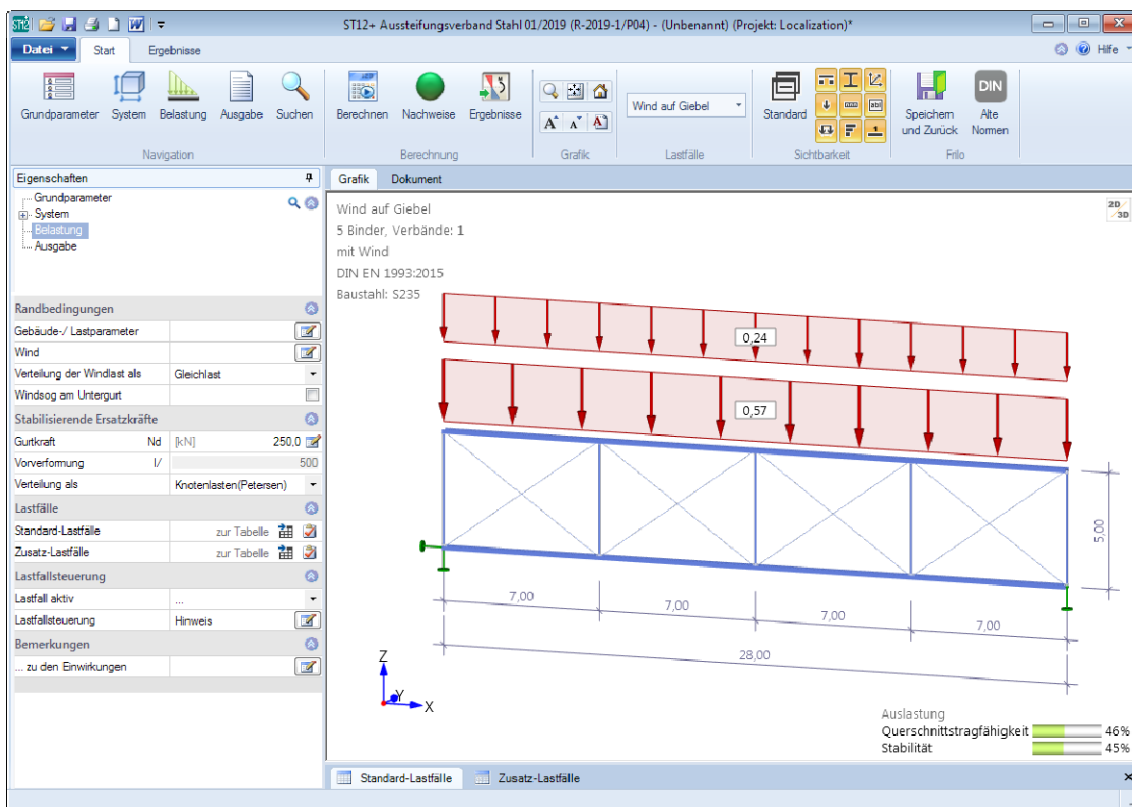 ST12 ST12+ Aussteifungsverband Stahl 01/2019 (R-2019-1/P04) - (Unbenannt) (Projekt: Localization)*
Datei Start Ergebnisse Hilfe
Grundparameter System Belastung Ausgabe Suchen Berechnen Nachweise Ergebnisse Wind auf Giebel Standard Speichern und Zurück DIN Alte Normen
Navigation Berechnung Grafik Lastfälle Sichtbarkeit Frilo
Eigenschaften
Grundparameter
System
Belastung
Ausgabe
Randbedingungen
Gebäude-/ Lastparameter
Wind
Verteilung der Windlast als Gleichlast
Windsog am Untergurt
Stabilisierende Ersatzkräfte
Gurtkraft Nd [kN] 250,0
Vorverformung l/ 500
Verteilung als Knotenlasten(Petersen)
Lastfälle
Standard-Lastfälle zur Tabelle
Zusatz-Lastfälle zur Tabelle
Lastfallsteuerung
Lastfall aktiv ...
Lastfallsteuerung Hinweis
Bemerkungen
... zu den Einwirkungen
Grafik Dokument
Wind auf Giebel
5 Binder, Verbände: 1
mit Wind
DIN EN 1993:2015
Baustahl: S235
2D/3D
0,24
0,57
5,00
7,00
7,00
7,00
7,00
28,00
Z
Y
X
Auslastung
Querschnittstragfähigkeit 46%
Stabilität 45%
Standard-Lastfälle Zusatz-Lastfälle